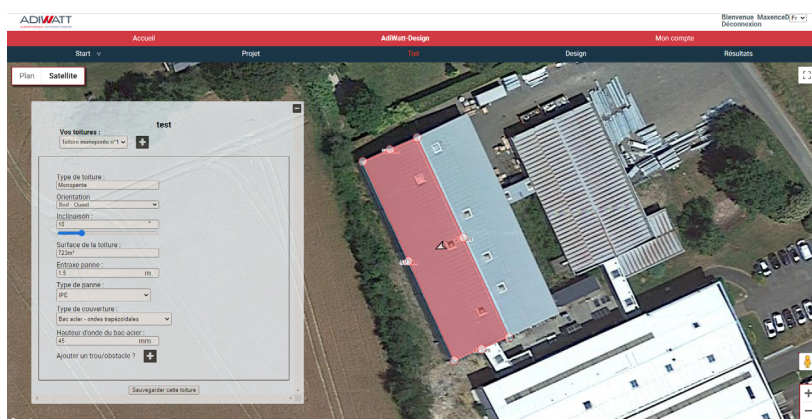 ADIWATT
Bienvenue MaxenceD Fr
Déconnexion
Accueil
AdiWatt-Design
Mon compte
Start
Projet
Toit
Design
Résultats
Plan
Satellite
test
Vos toitures :
Toiture monopente n°1
Type de toiture :
Monopente
Orientation
Sud - Ouest
Inclinaison :
10 °
Surface de la toiture :
723m²
Entraxe panne :
1.5 m
Type de panne :
IPE
Type de couverture :
Bac acier - ondes trapézoïdales
Hauteur d'onde du bac-acier :
45 mm
Ajouter un trou/obstacle ?
Sauvegarder cette toiture